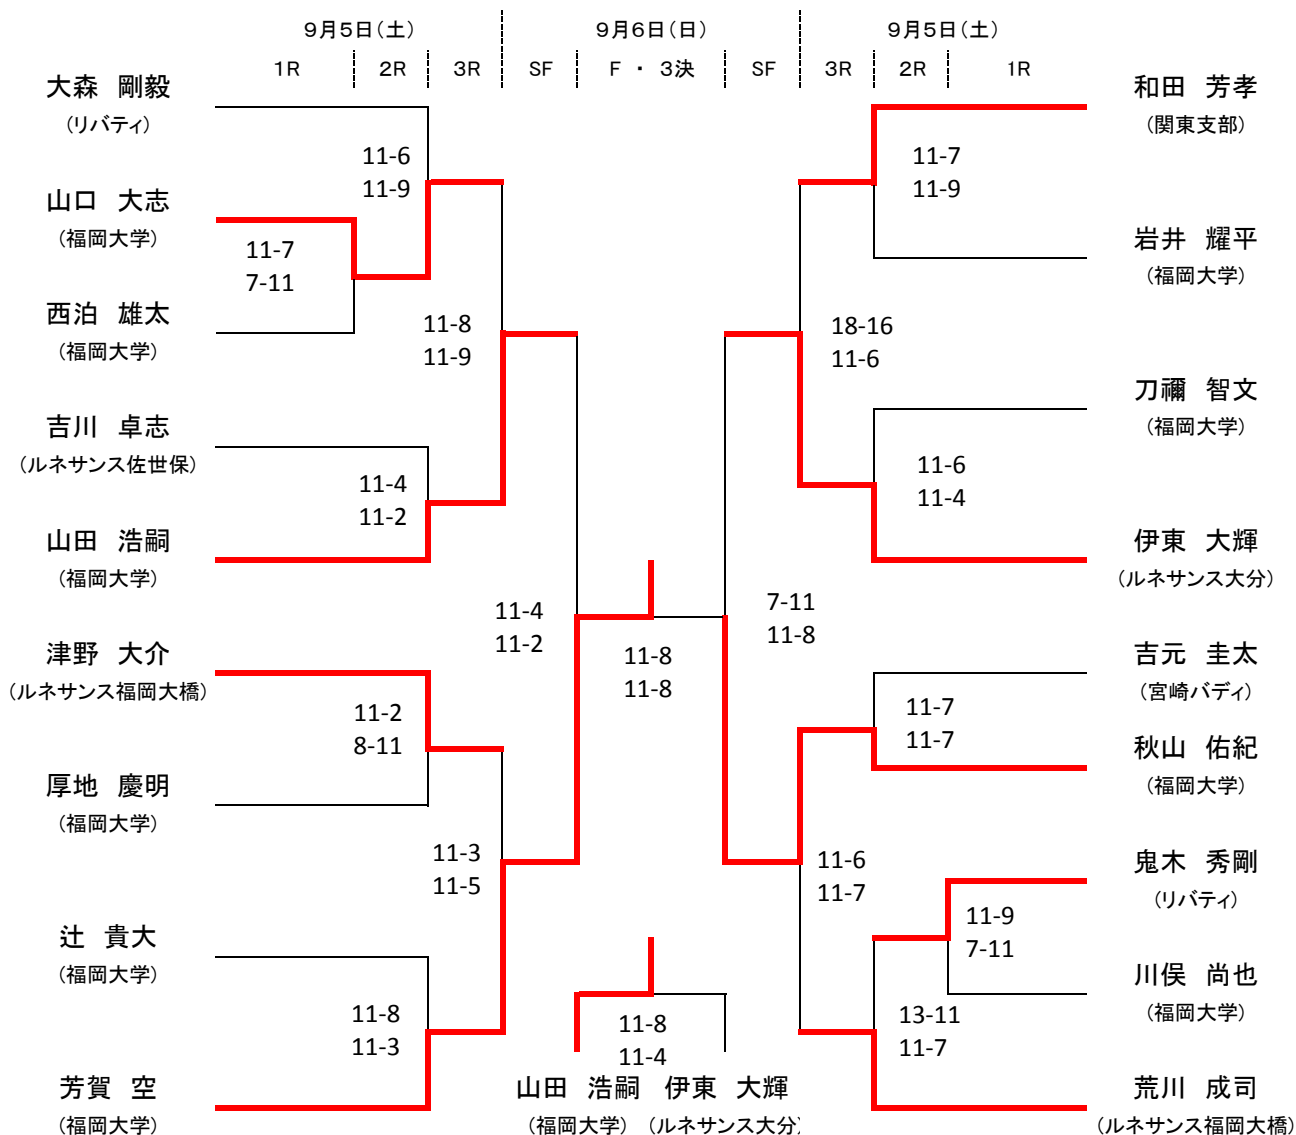 9月5日(土)
9月6日(日)
9月5日(土)
1R
2R
3R
SF
F ・ 3決
SF
3R
2R
1R
大森 剛毅
(リバティ)
山口 大志
(福岡大学)
西泊 雄太
(福岡大学)
吉川 卓志
(ルネサンス佐世保)
山田 浩嗣
(福岡大学)
津野 大介
(ルネサンス福岡大橋)
厚地 慶明
(福岡大学)
辻 貴大
(福岡大学)
芳賀 空
(福岡大学)
11-7
7-11
11-6
11-9
11-4
11-2
11-2
8-11
11-8
11-3
11-8
11-9
11-3
11-5
11-4
11-2
11-8
11-8
11-8
11-4
山田 浩嗣
(福岡大学)
伊東 大輝
(ルネサンス大分)
7-11
11-8
18-16
11-6
11-6
11-7
11-7
11-9
11-6
11-4
11-7
11-7
11-9
7-11
13-11
11-7
和田 芳孝
(関東支部)
岩井 耀平
(福岡大学)
刀禰 智文
(福岡大学)
伊東 大輝
(ルネサンス大分)
吉元 圭太
(宮崎バディ)
秋山 佑紀
(福岡大学)
鬼木 秀剛
(リバティ)
川俣 尚也
(福岡大学)
荒川 成司
(ルネサンス福岡大橋)